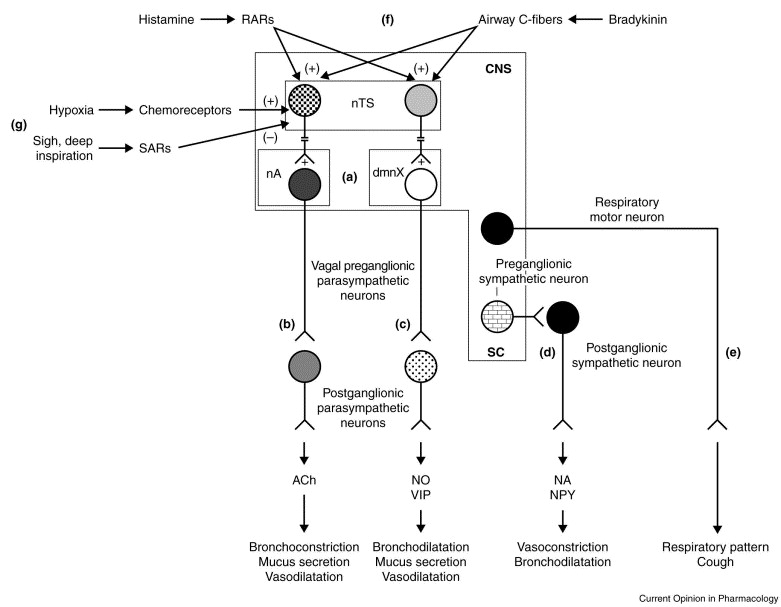 Histamine
RARs
(f)
Airway C-fibers
Bradykinin
CNS
(+)
(+)
nTS
Hypoxia
Chemoreceptors
(+)
(g)
Sigh, deep
inspiration
SARs
(–)
nA
+
(a)
dmnX
+
Respiratory
motor neuron
Vagal preganglionic
parasympathetic
neurons
Preganglionic
sympathetic neuron
(b)
(c)
SC
(d)
Postganglionic
sympathetic neuron
(e)
Postganglionic
parasympathetic
neurons
ACh
NO
VIP
NA
NPY
Bronchoconstriction
Mucus secretion
Vasodilatation
Bronchodilatation
Mucus secretion
Vasodilatation
Vasoconstriction
Bronchodilatation
Respiratory pattern
Cough
Current Opinion in Pharmacology